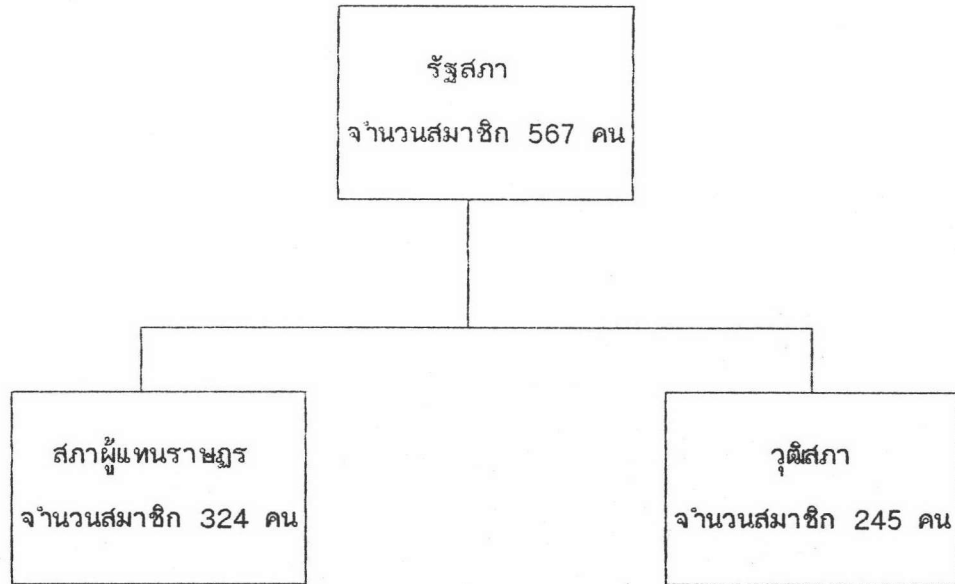 รัฐสภา
จำนวนสมาชิก 567 คน
สภาผู้แทนราษฎร
จำนวนสมาชิก 324 คน
วุฒิสภา
จำนวนสมาชิก 245 คน